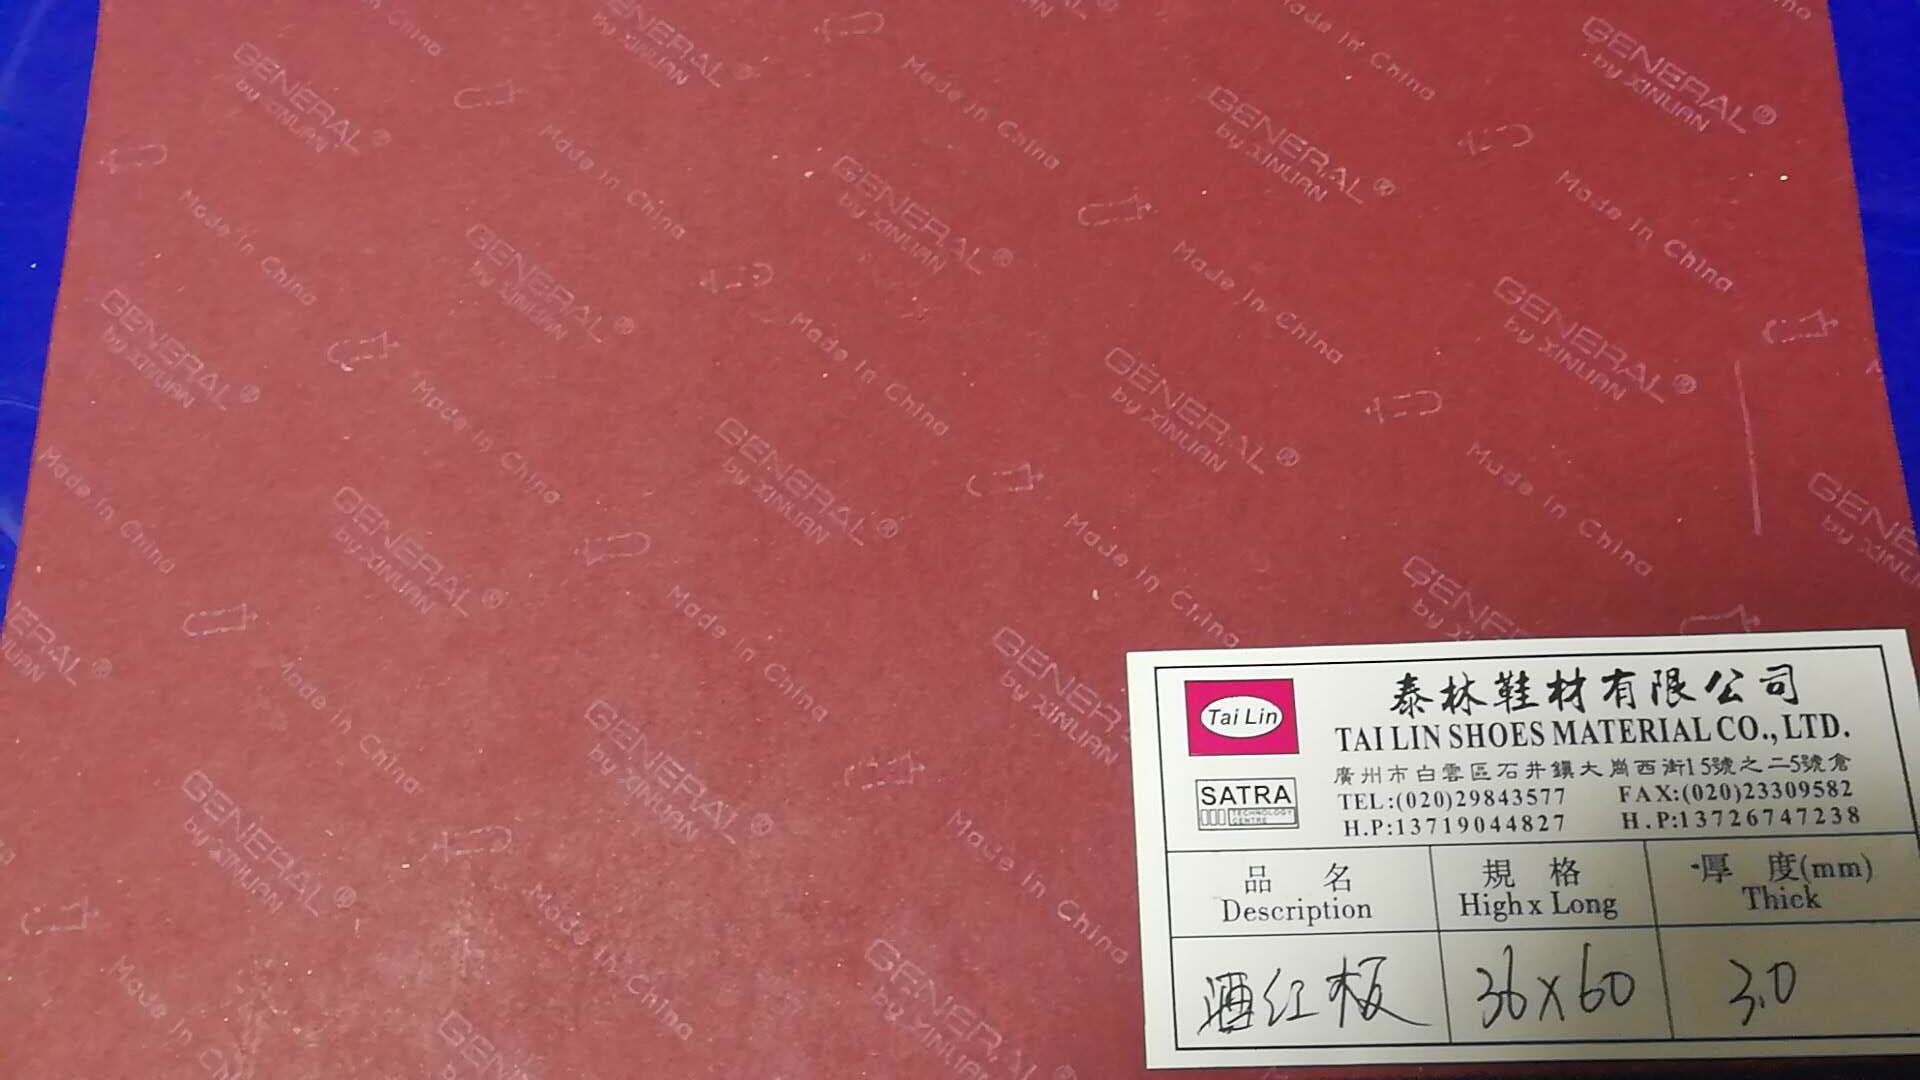 GENERAL®
by XINLIAN
Made in China
Tai Lin
泰林鞋材有限公司
TAI LIN SHOES MATERIAL CO., LTD.
SATRA
TECHNOLOGY
CENTRE
廣州市白雲區石井鎮大崗西街15號之二5號倉
TEL:(020)29843577 FAX:(020)23309582
H.P:13719044827 H.P:13726747238
品 名 規 格 厚 度(mm)
Description High x Long Thick
酒红板 36x60 3.0